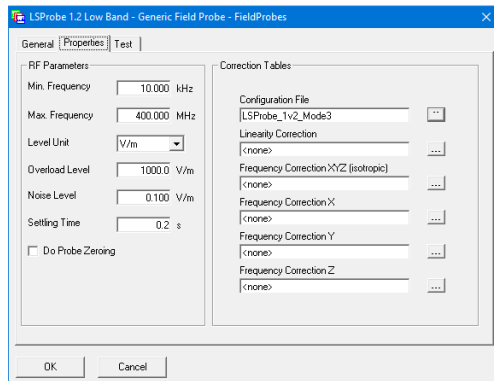 LSProbe 1.2 Low Band - Generic Field Probe - FieldProbes
General Properties Test
RF Parameters
Min. Frequency 10.000 kHz
Max. Frequency 400.000 MHz
Level Unit V/m
Overload Level 1000.0 V/m
Noise Level 0.100 V/m
Settling Time 0.2 s
Do Probe Zeroing
Correction Tables
Configuration File
LSProbe_1v2_Mode3 ...
Linearity Correction
<none> ...
Frequency Correction XYZ (isotropic)
<none> ...
Frequency Correction X
<none> ...
Frequency Correction Y
<none> ...
Frequency Correction Z
<none> ...
OK Cancel